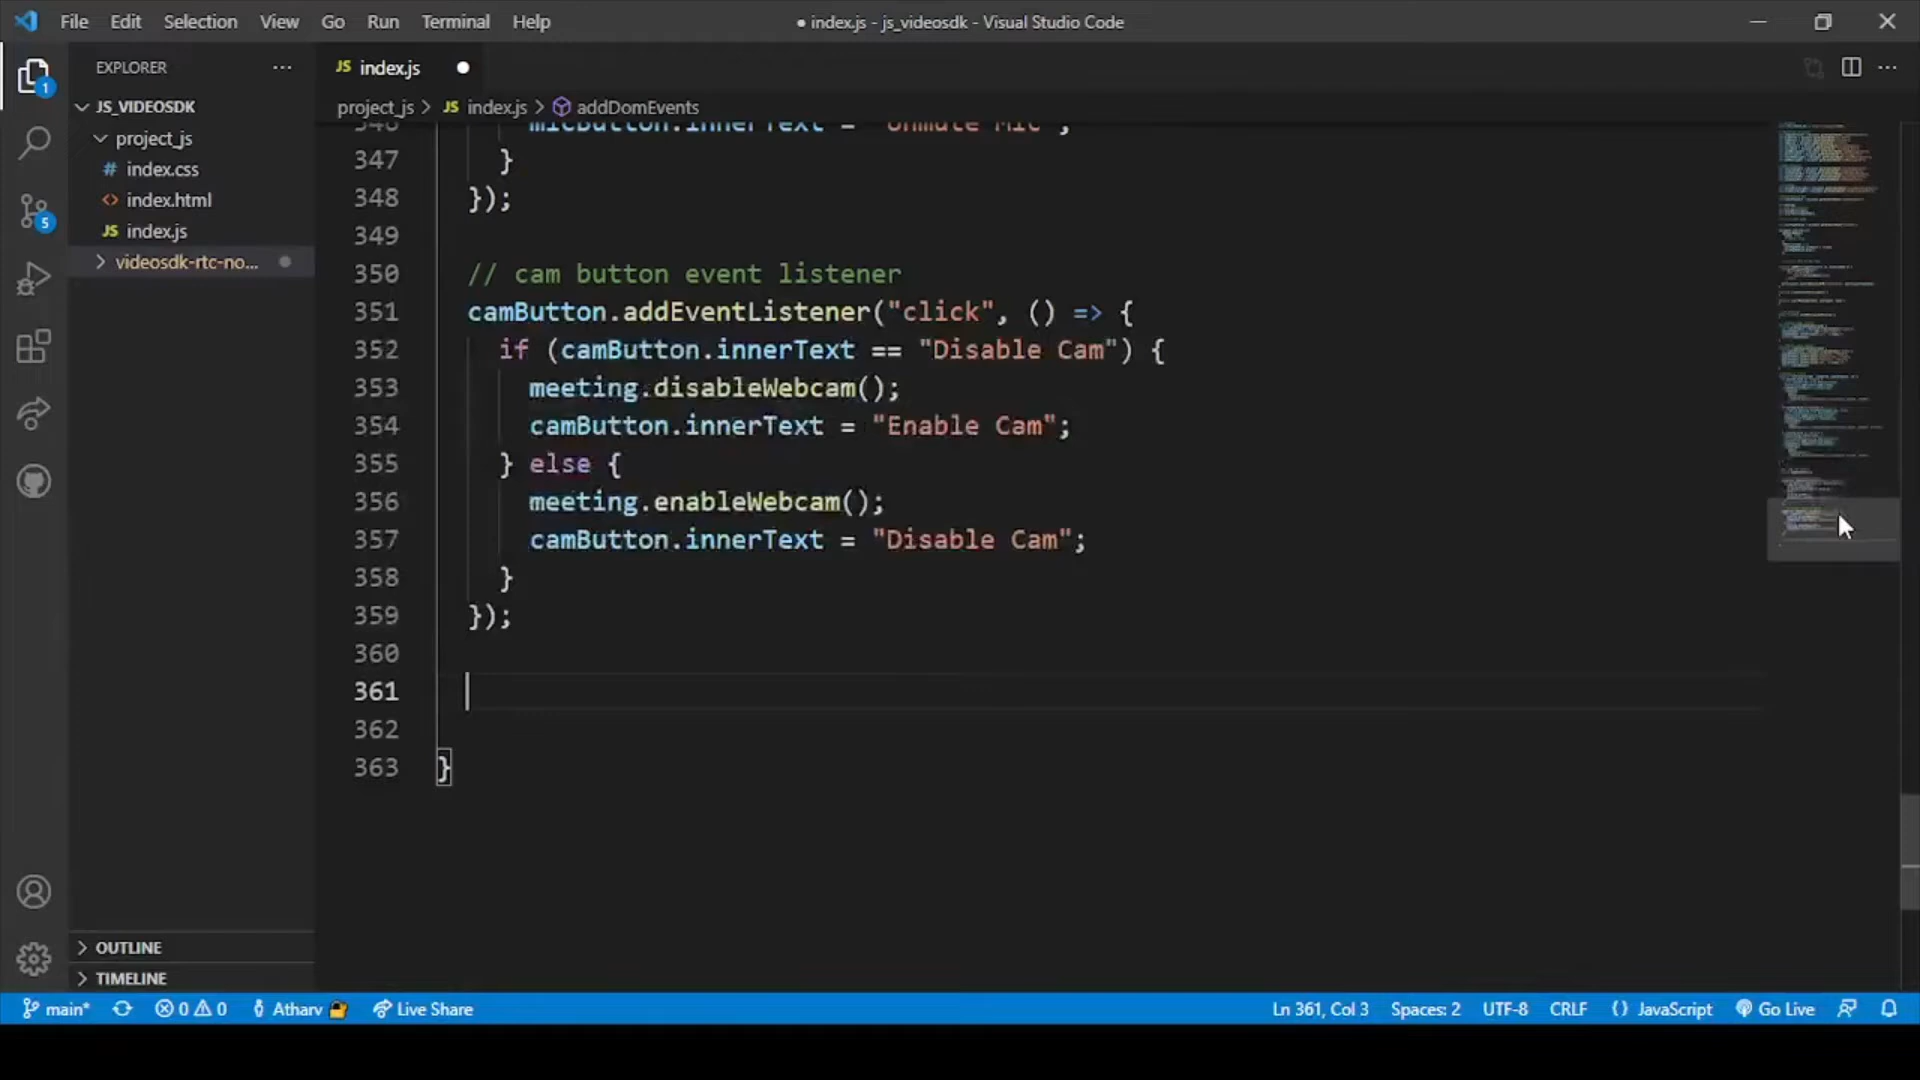 File Edit Selection View Go Run Terminal Help
● index.js - js_videosdk - Visual Studio Code
EXPLORER
JS index.js
JS_VIDEOSDK
project_js > JS index.js > addDomEvents
project_js
# index.css
<> index.html
JS index.js
videosdk-rtc-no...
1
5
346 micButton.innerText = "Unmute Mic";
347 }
348 });
349
350 // cam button event listener
351 camButton.addEventListener("click", () => {
352 if (camButton.innerText == "Disable Cam") {
353 meeting.disableWebcam();
354 camButton.innerText = "Enable Cam";
355 } else {
356 meeting.enableWebcam();
357 camButton.innerText = "Disable Cam";
358 }
359 });
360
361
362
363 }
OUTLINE
TIMELINE
main* 0 0 Atharv Live Share
Ln 361, Col 3 Spaces: 2 UTF-8 CRLF {} JavaScript Go Live